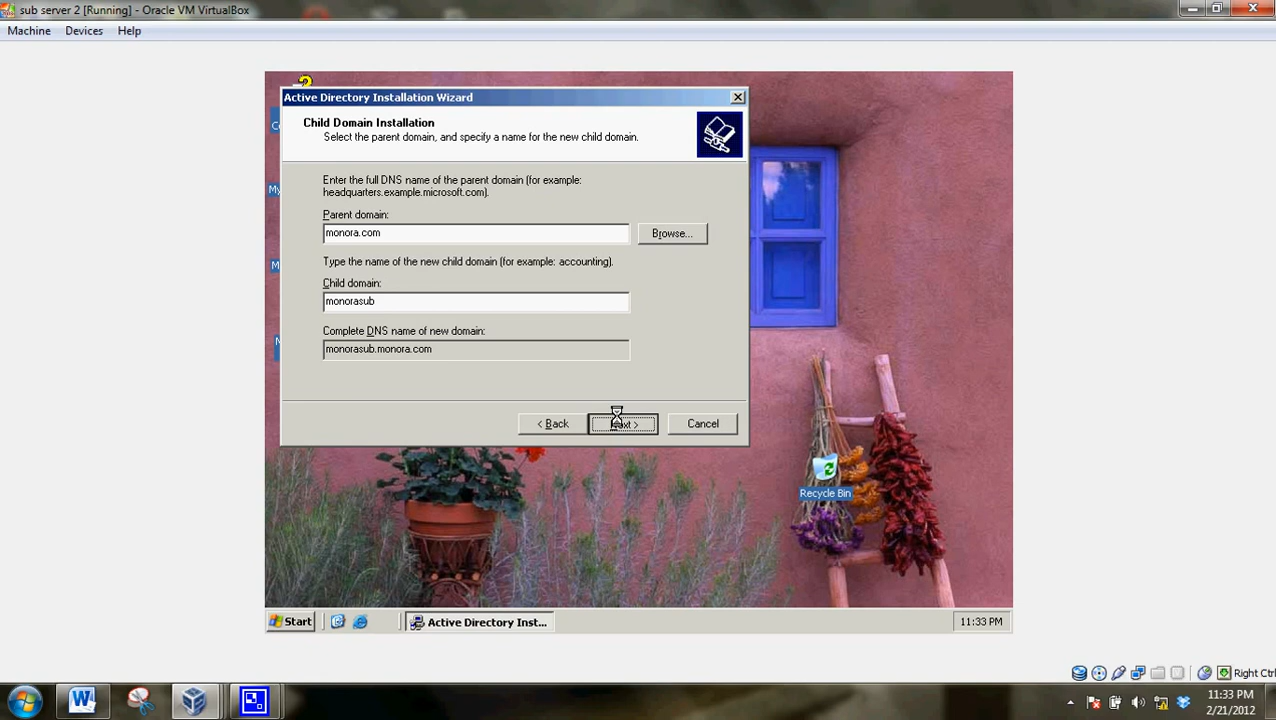 sub server 2 [Running] - Oracle VM VirtualBox
Machine Devices Help
Active Directory Installation Wizard
Child Domain Installation
Select the parent domain, and specify a name for the new child domain.
Enter the full DNS name of the parent domain (for example:
headquarters.example.microsoft.com).
Parent domain:
monora.com
Browse...
Type the name of the new child domain (for example: accounting).
Child domain:
monorasub
Complete DNS name of new domain:
monorasub.monora.com
< Back
Cancel
Recycle Bin
Start
Active Directory Inst...
11:33 PM
Right Ctrl
11:33 PM
2/21/2012